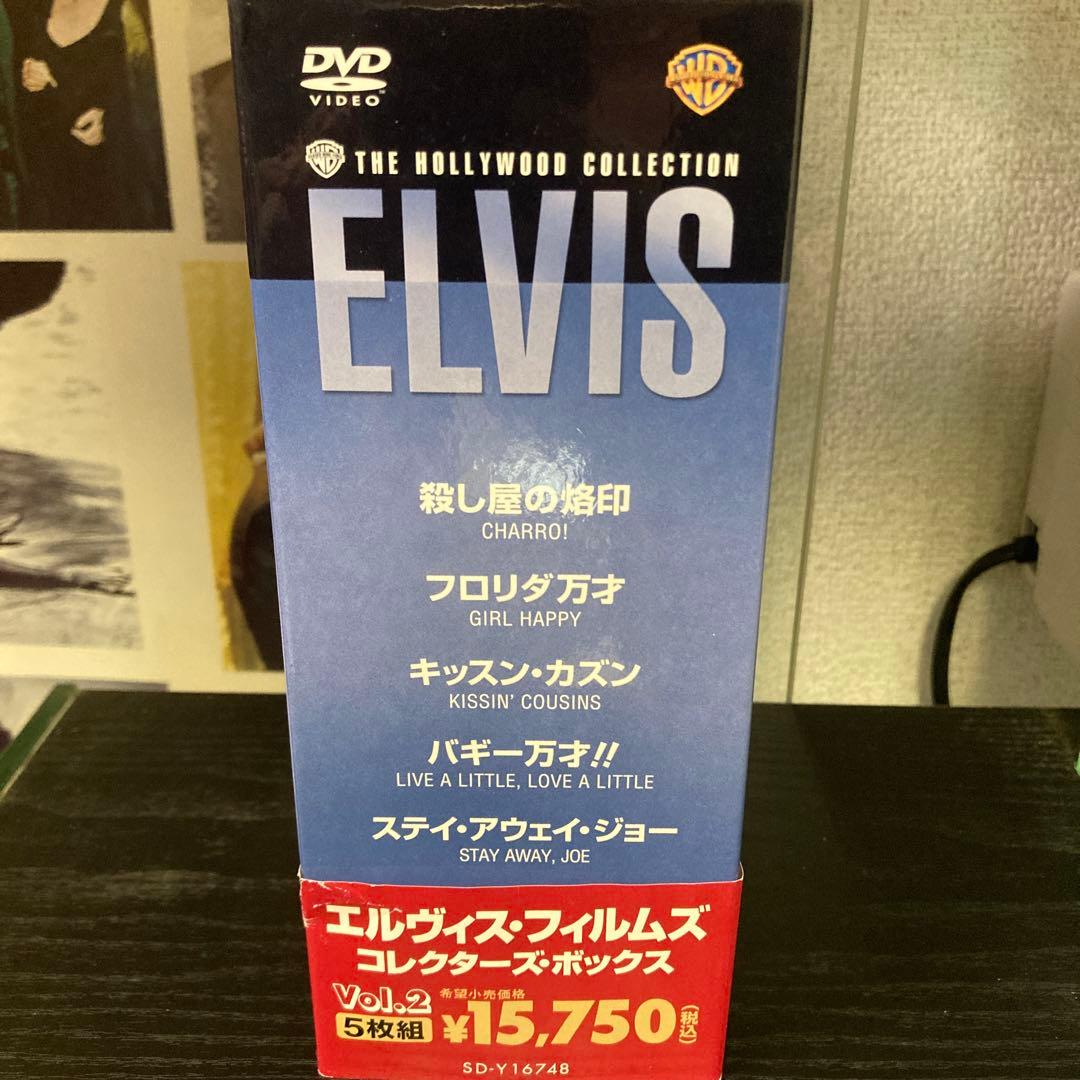 DVD
VIDEO
THE HOLLYWOOD COLLECTION
ELVIS
殺し屋の烙印
CHARRO!
フロリダ万才
GIRL HAPPY
キッスン・カズン
KISSIN' COUSINS
バギー万才!!
LIVE A LITTLE, LOVE A LITTLE
ステイ・アウェイ・ジョー
STAY AWAY, JOE
エルヴィス・フィルムズ
コレクターズ・ボックス
Vol.2
5枚組
希望小売価格
¥15,750(税込)
SD-Y16748